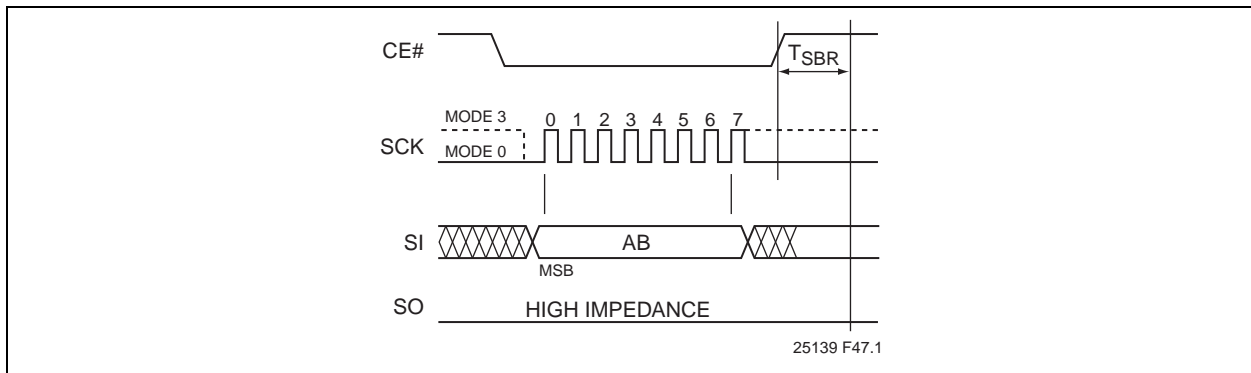 CE#
TSBR
MODE 3
0 1 2 3 4 5 6 7
SCK
MODE 0
SI
AB
MSB
SO
HIGH IMPEDANCE
25139 F47.1